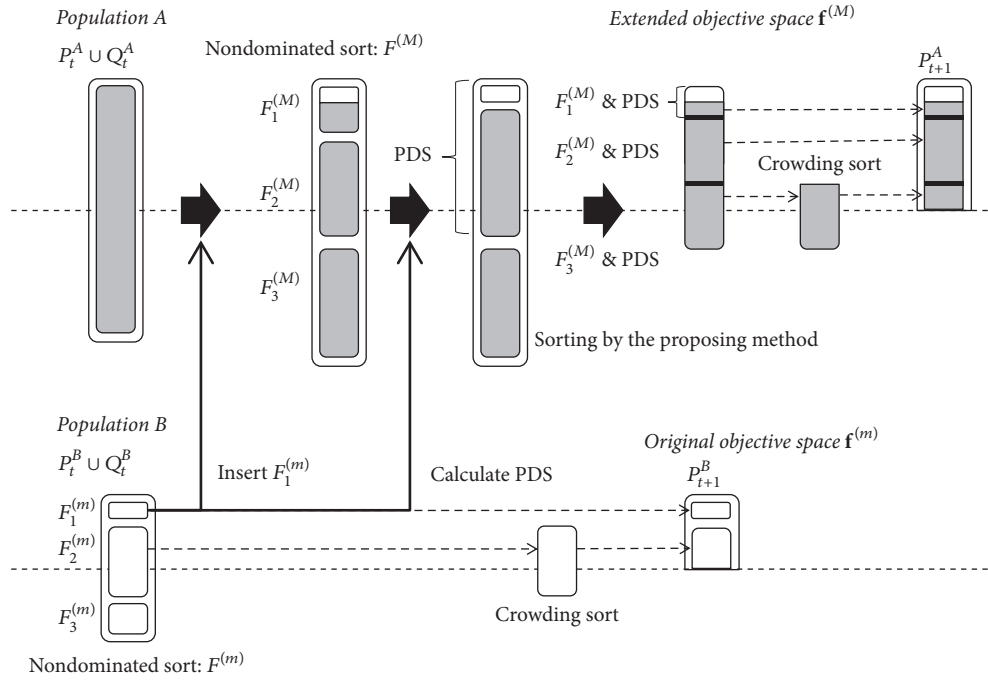 Population A
P_t^A ∪ Q_t^A
Nondominated sort: F^(M)
F_1^(M)
F_2^(M)
F_3^(M)
PDS
Extended objective space f^(M)
F_1^(M) & PDS
F_2^(M) & PDS
F_3^(M) & PDS
Crowding sort
P_{t+1}^A
Sorting by the proposing method
Population B
P_t^B ∪ Q_t^B
F_1^(m)
F_2^(m)
F_3^(m)
Nondominated sort: F^(m)
Insert F_1^(m)
Calculate PDS
Crowding sort
Original objective space f^(m)
P_{t+1}^B